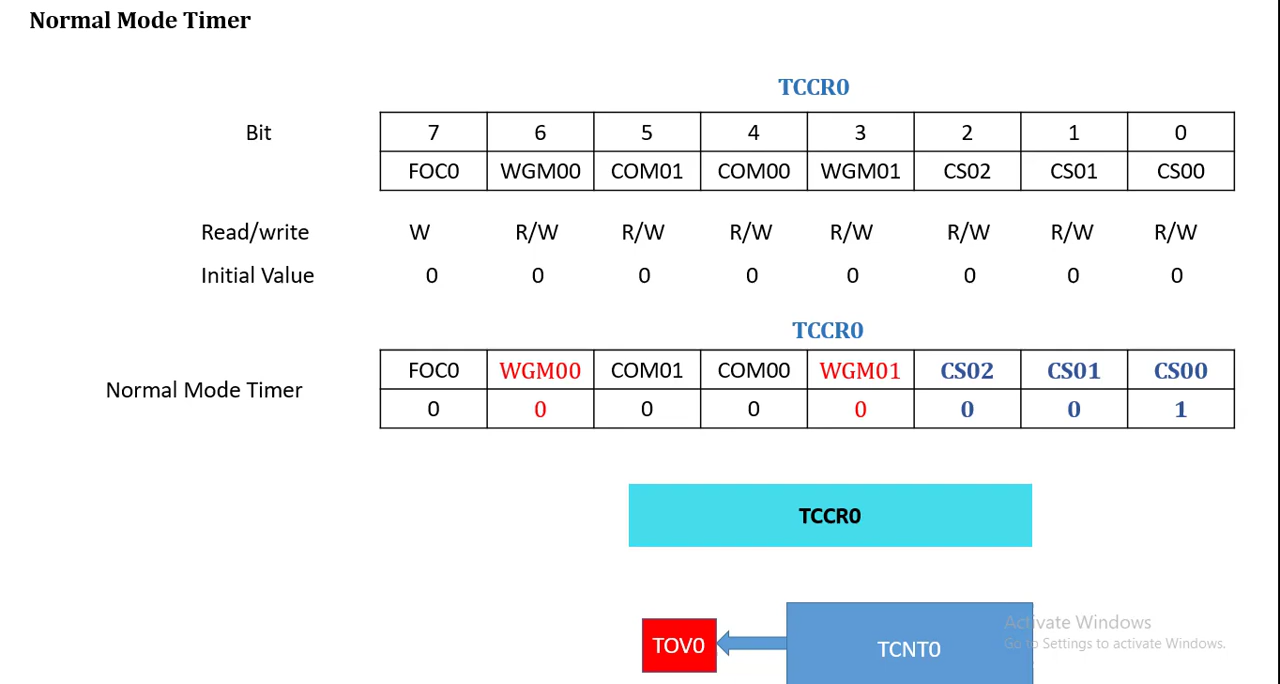 Normal Mode Timer
TCCR0
Bit 7 6 5 4 3 2 1 0
FOC0 WGM00 COM01 COM00 WGM01 CS02 CS01 CS00
Read/write W R/W R/W R/W R/W R/W R/W R/W
Initial Value 0 0 0 0 0 0 0 0
TCCR0
FOC0 WGM00 COM01 COM00 WGM01 CS02 CS01 CS00
Normal Mode Timer
0 0 0 0 0 0 0 1
TCCR0
Activate Windows
TOV0 TCNT0
Go to Settings to activate Windows.